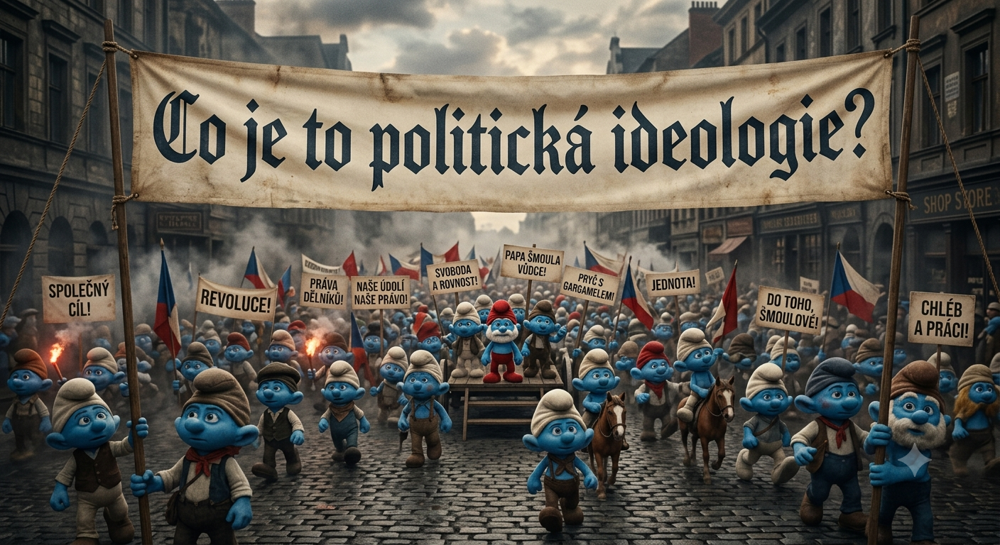 Co je to politická ideologie?
SPOLEČNÝ
CÍL!
REVOLUCE!
PRÁVA
DĚLNÍKŮ!
NAŠE ÚDOLÍ
NAŠE PRÁVO!
SVOBODA
A ROVNOST!
PAPA ŠMOULA
VŮDCE!
PRYČ S
GARGAMELEM!
JEDNOTA!
DO TOHO,
ŠMOULOVÉ!
CHLÉB
A PRÁCI!
SHOP STORE